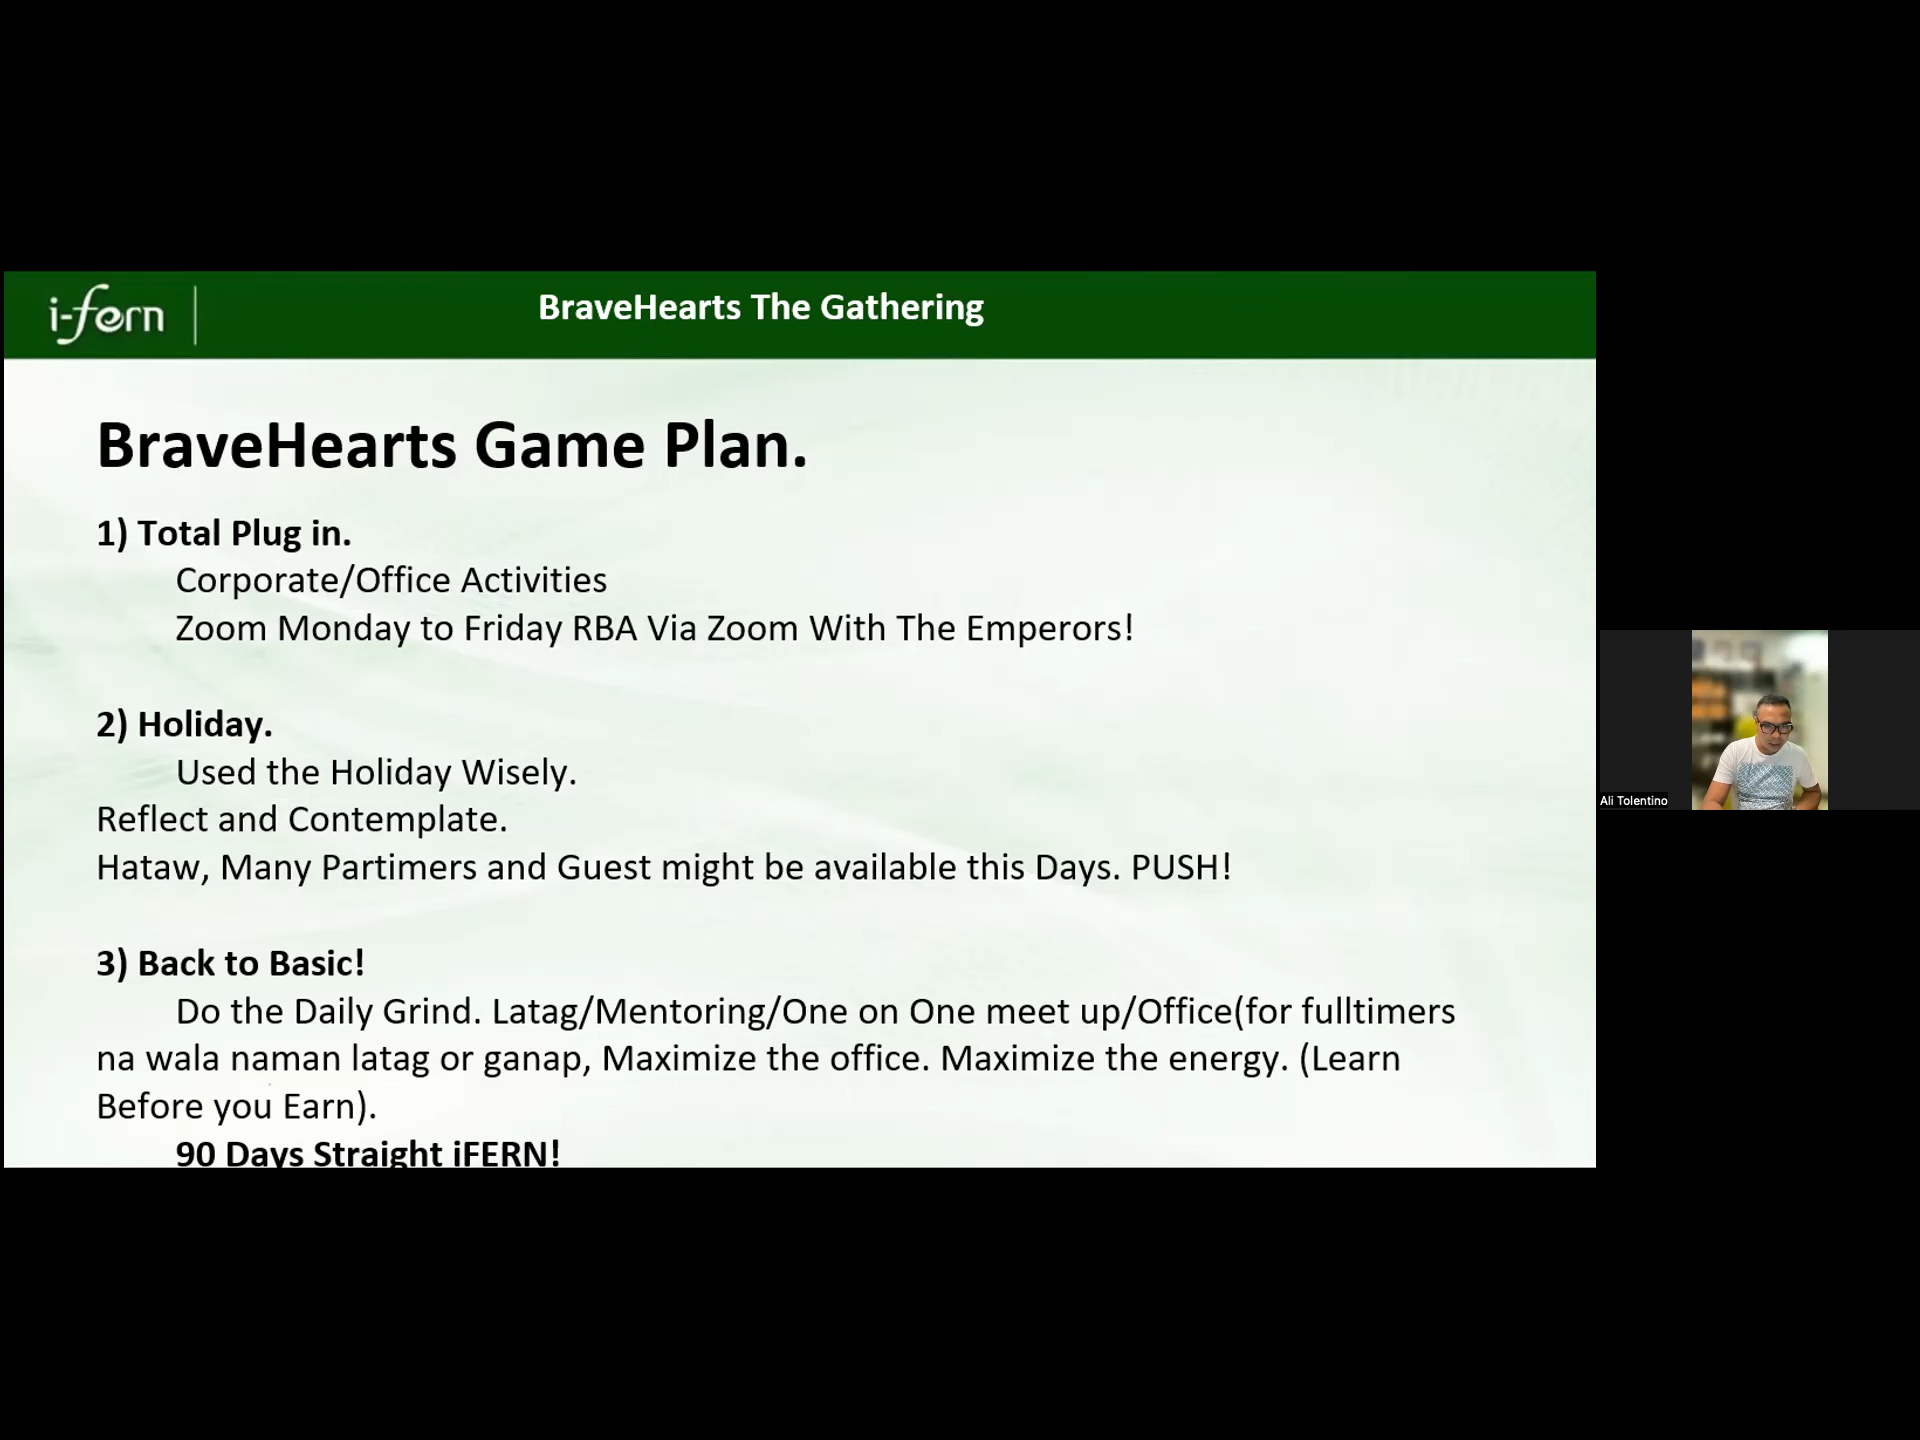 i-fern
BraveHearts The Gathering
BraveHearts Game Plan.
1) Total Plug in.
Corporate/Office Activities
Zoom Monday to Friday RBA Via Zoom With The Emperors!
2) Holiday.
Used the Holiday Wisely.
Reflect and Contemplate.
Hataw, Many Partimers and Guest might be available this Days. PUSH!
3) Back to Basic!
Do the Daily Grind. Latag/Mentoring/One on One meet up/Office(for fulltimers
na wala naman latag or ganap, Maximize the office. Maximize the energy. (Learn
Before you Earn).
90 Days Straight iFERN!
Ali Tolentino